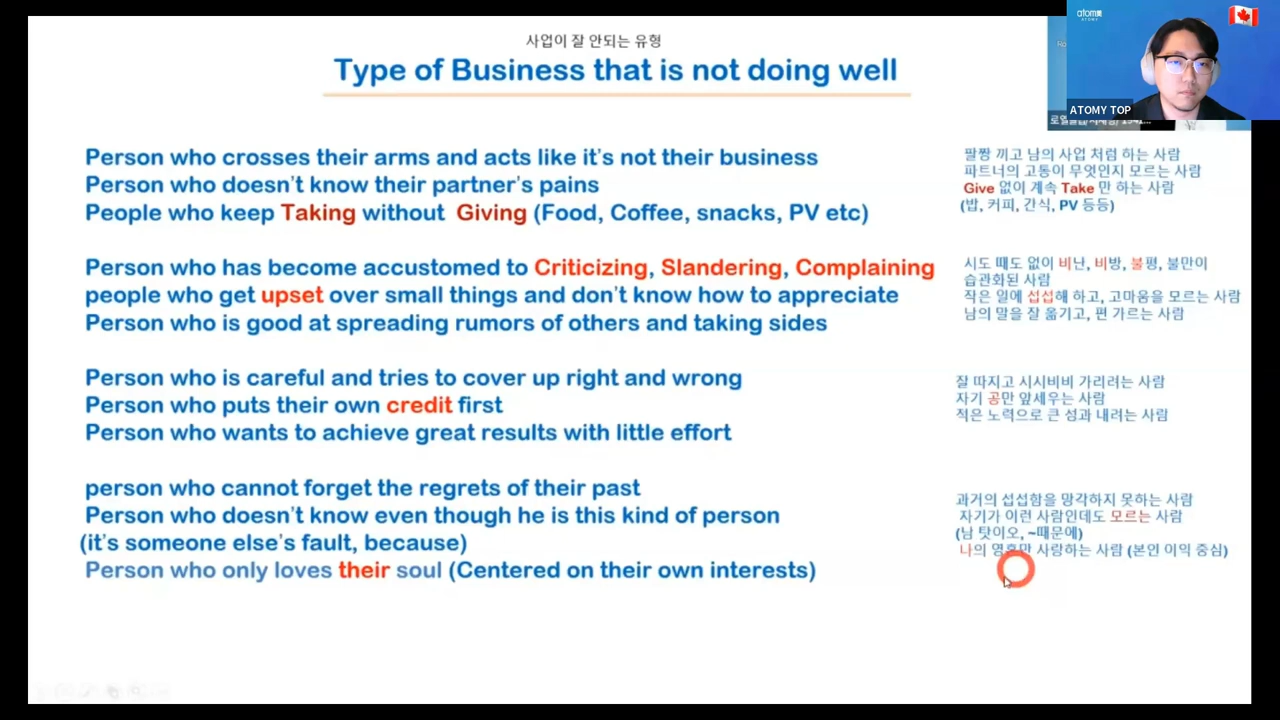 사업이 잘 안되는 유형
Type of Business that is not doing well
atom美
ATOMY TOP
Person who crosses their arms and acts like it's not their business
Person who doesn't know their partner's pains
People who keep Taking without Giving (Food, Coffee, snacks, PV etc)
팔짱 끼고 남의 사업 처럼 하는 사람
파트너의 고통이 무엇인지 모르는 사람
Give 없이 계속 Take 만 하는 사람
(밥, 커피, 간식, PV 등등)
Person who has become accustomed to Criticizing, Slandering, Complaining
people who get upset over small things and don't know how to appreciate
Person who is good at spreading rumors of others and taking sides
시도 때도 없이 비난, 비방, 불평, 불만이
습관화된 사람
작은 일에 섭섭해 하고, 고마움을 모르는 사람
남의 말을 잘 옮기고, 편 가르는 사람
Person who is careful and tries to cover up right and wrong
Person who puts their own credit first
Person who wants to achieve great results with little effort
잘 따지고 시시비비 가리려는 사람
자기 공만 앞세우는 사람
적은 노력으로 큰 성과 내려는 사람
person who cannot forget the regrets of their past
Person who doesn't know even though he is this kind of person
(it's someone else's fault, because)
Person who only loves their soul (Centered on their own interests)
과거의 섭섭함을 망각하지 못하는 사람
자기가 이런 사람인데도 모르는 사람
(남 탓이오, ~때문에)
나의 영혼만 사랑하는 사람 (본인 이익 중심)